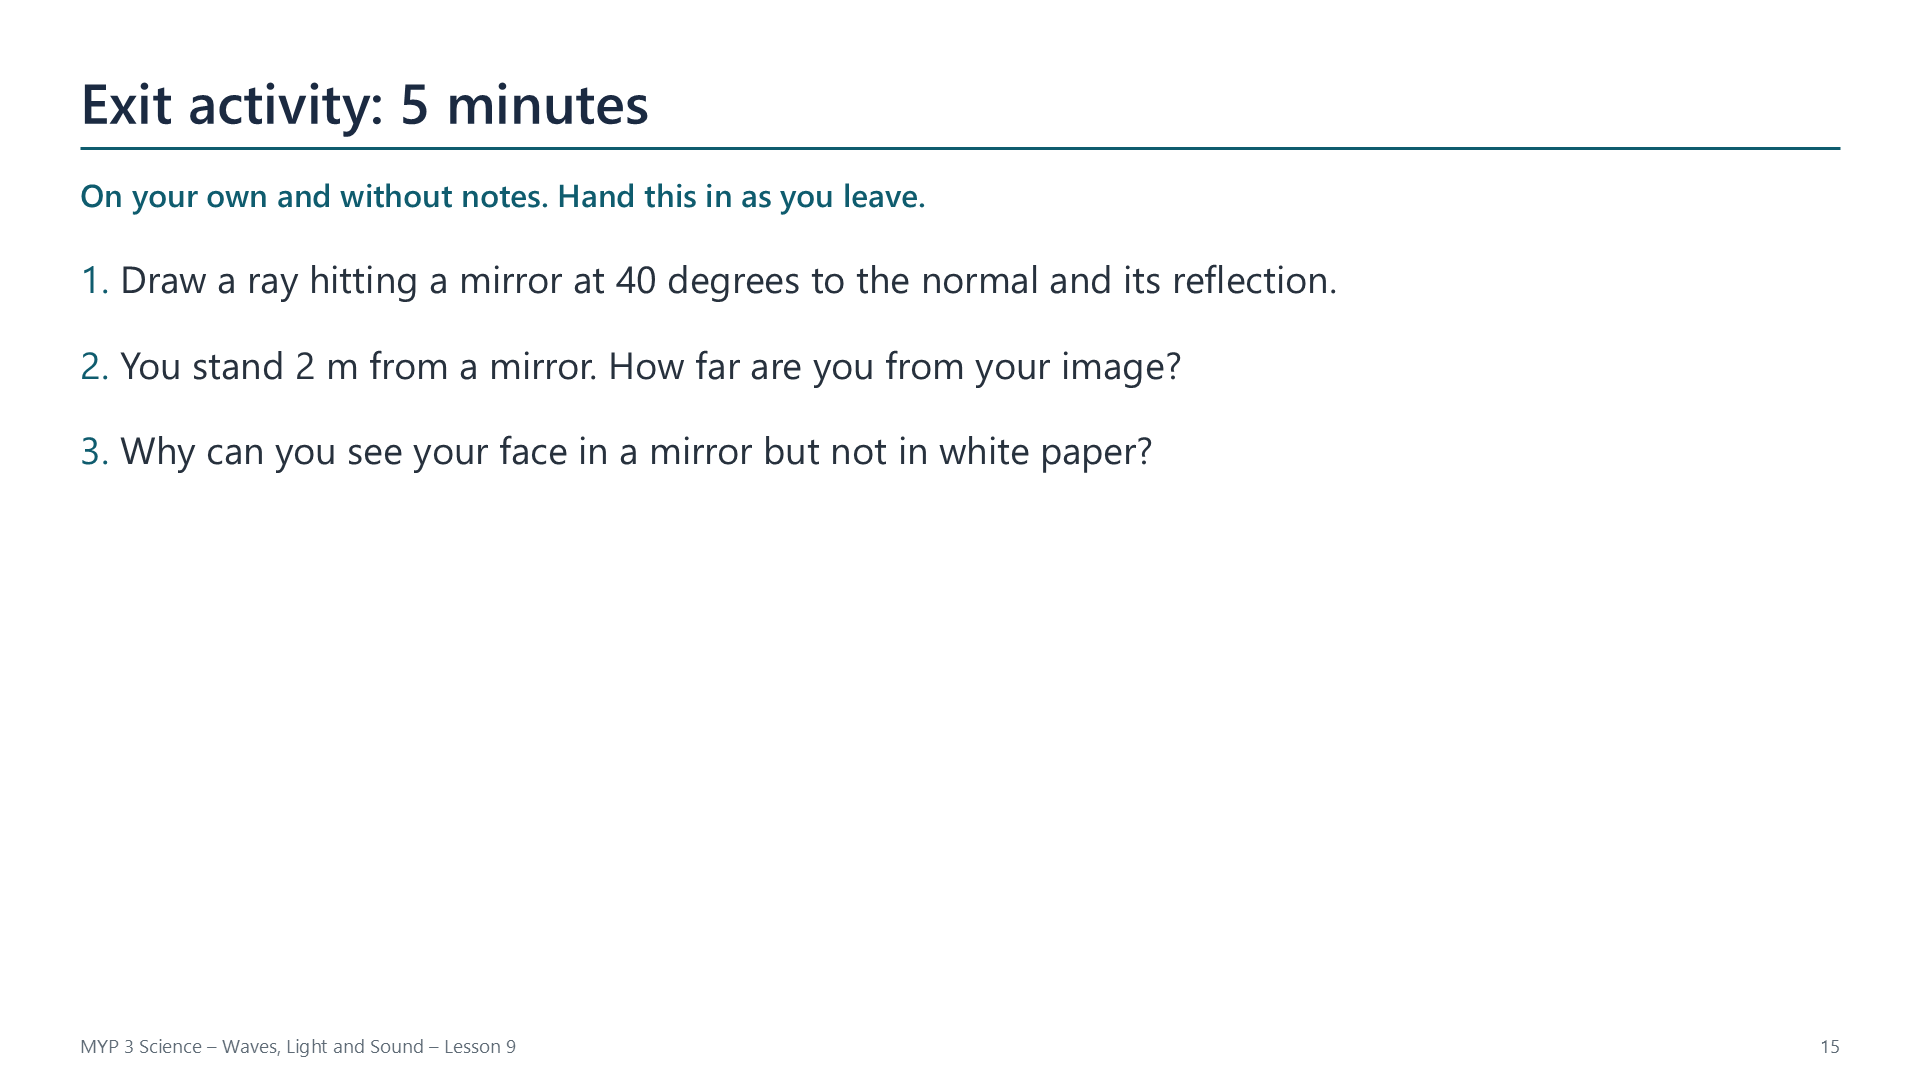 Exit activity: 5 minutes
On your own and without notes. Hand this in as you leave.
1. Draw a ray hitting a mirror at 40 degrees to the normal and its reflection.
2. You stand 2 m from a mirror. How far are you from your image?
3. Why can you see your face in a mirror but not in white paper?
MYP 3 Science – Waves, Light and Sound – Lesson 9
15